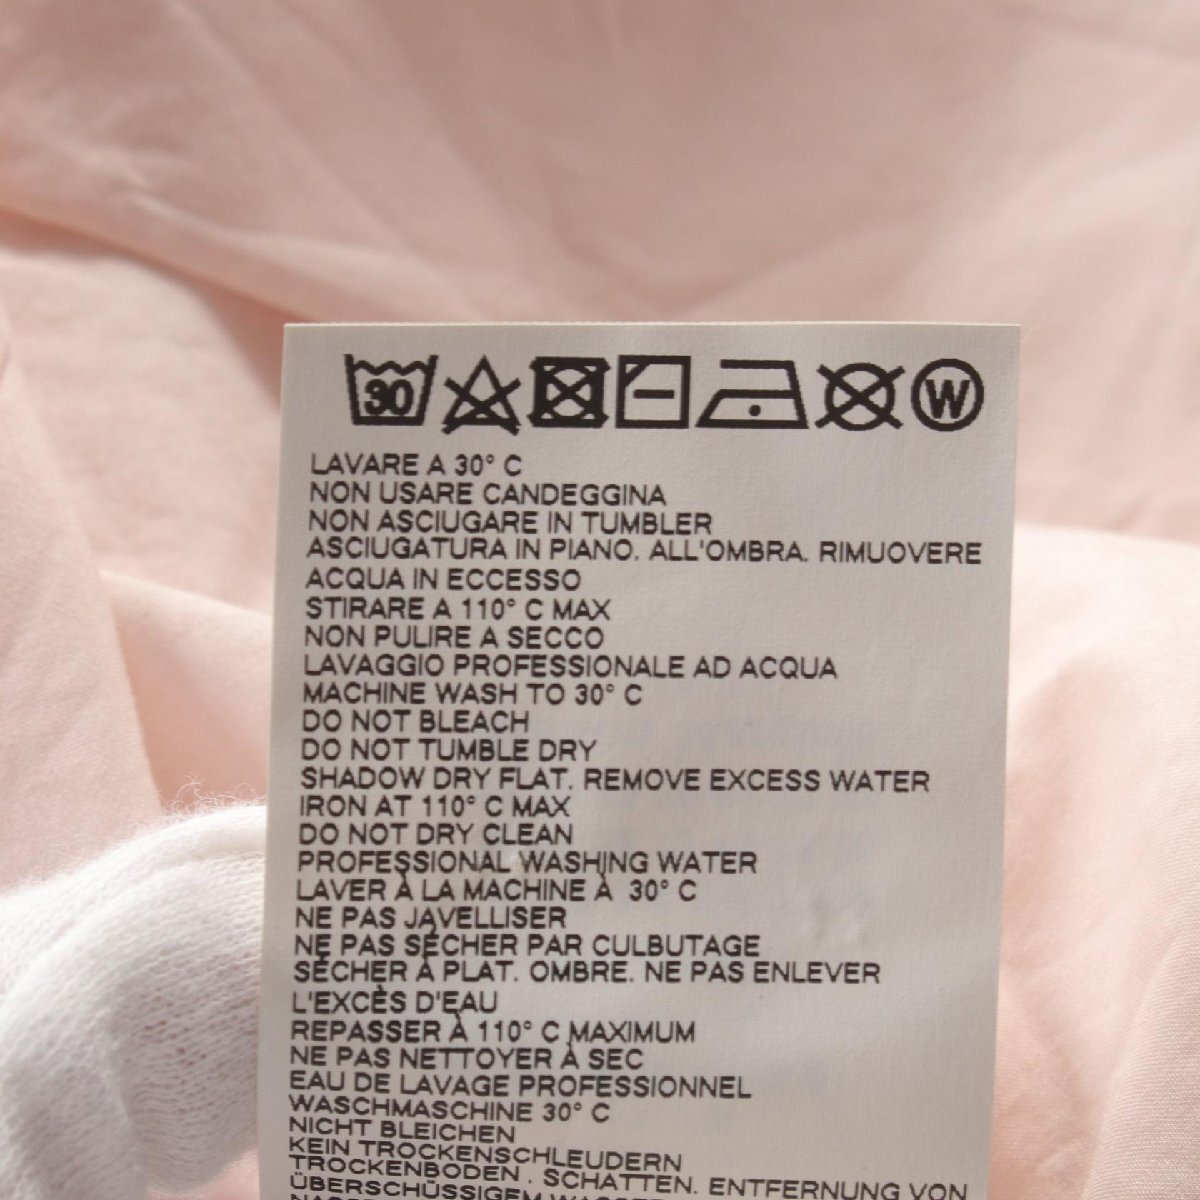 30 W
LAVARE A 30° C
NON USARE CANDEGGINA
NON ASCIUGARE IN TUMBLER
ASCIUGATURA IN PIANO. ALL'OMBRA. RIMUOVERE
ACQUA IN ECCESSO
STIRARE A 110° C MAX
NON PULIRE A SECCO
LAVAGGIO PROFESSIONALE AD ACQUA
MACHINE WASH TO 30° C
DO NOT BLEACH
DO NOT TUMBLE DRY
SHADOW DRY FLAT. REMOVE EXCESS WATER
IRON AT 110° C MAX
DO NOT DRY CLEAN
PROFESSIONAL WASHING WATER
LAVER À LA MACHINE À 30° C
NE PAS JAVELLISER
NE PAS SÉCHER PAR CULBUTAGE
SÉCHER À PLAT. OMBRE. NE PAS ENLEVER
L'EXCÈS D'EAU
REPASSER À 110° C MAXIMUM
NE PAS NETTOYER À SEC
EAU DE LAVAGE PROFESSIONNEL
WASCHMASCHINE 30° C
NICHT BLEICHEN
KEIN TROCKENSCHLEUDERN
TROCKENBODEN . SCHATTEN. ENTFERNUNG VON
ÜBERSCHÜSSIGEM